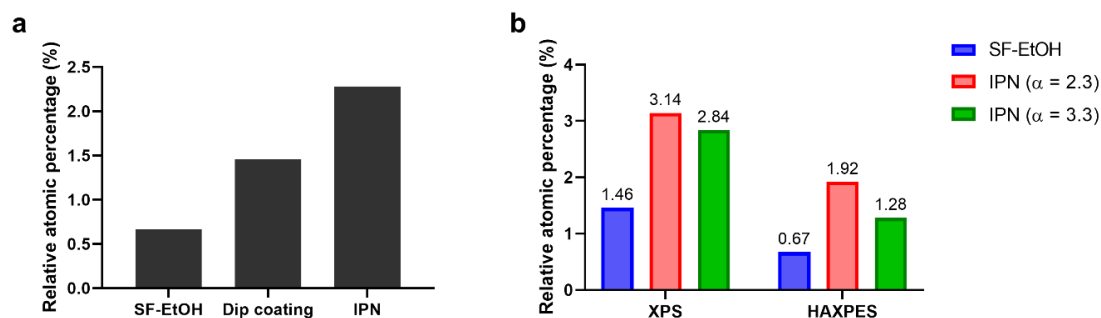 a
Relative atomic percentage (%)
2.5
2.0
1.5
1.0
0.5
0.0
SF-EtOH Dip coating IPN
b
Relative atomic percentage (%)
4
3
2
1
0
1.46 3.14 2.84
0.67 1.92 1.28
XPS HAXPES
SF-EtOH
IPN (α = 2.3)
IPN (α = 3.3)